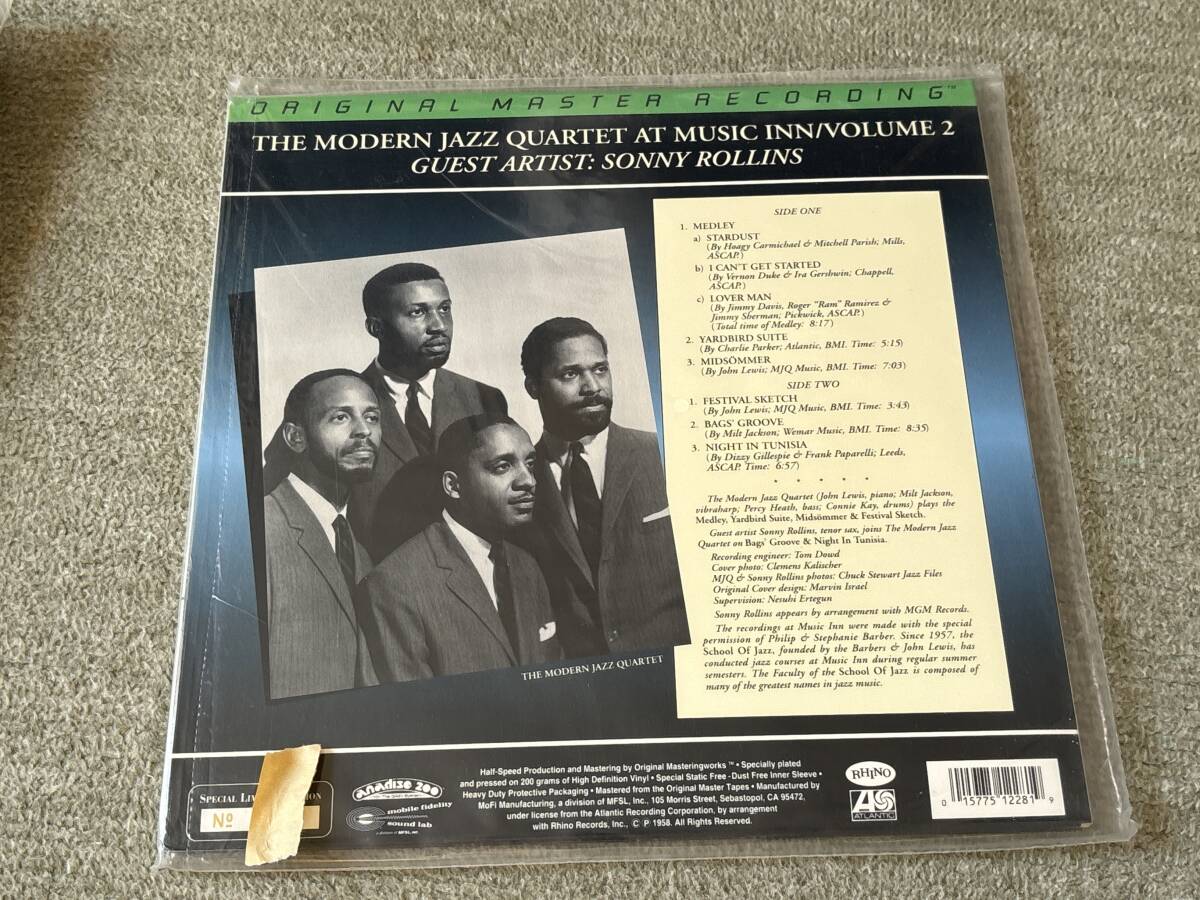 ORIGINAL MASTER RECORDING™
THE MODERN JAZZ QUARTET AT MUSIC INN/VOLUME 2
GUEST ARTIST: SONNY ROLLINS
SIDE ONE
1. MEDLEY
a) STARDUST
(By Hoagy Carmichael & Mitchell Parish; Mills,
ASCAP.)
b) I CAN'T GET STARTED
(By Vernon Duke & Ira Gershwin; Chappell,
ASCAP.)
c) LOVER MAN
(By Jimmy Davis, Roger "Ram" Ramirez &
Jimmy Sherman; Pickwick, ASCAP.)
(Total time of Medley: 8:17)
2. YARDBIRD SUITE
(By Charlie Parker; Atlantic, BMI. Time: 5:15)
3. MIDSÖMMER
(By John Lewis; MJQ Music, BMI. Time: 7:03)
SIDE TWO
1. FESTIVAL SKETCH
(By John Lewis; MJQ Music, BMI. Time: 3:43)
2. BAGS' GROOVE
(By Milt Jackson; Wemar Music, BMI. Time: 8:35)
3. NIGHT IN TUNISIA
(By Dizzy Gillespie & Frank Paparelli; Leeds,
ASCAP. Time: 6:57)
* * * * *
The Modern Jazz Quartet (John Lewis, piano; Milt Jackson,
vibraharp; Percy Heath, bass; Connie Kay, drums) plays the
Medley, Yardbird Suite, Midsömmer & Festival Sketch.
Guest artist Sonny Rollins, tenor sax, joins The Modern Jazz
Quartet on Bags' Groove & Night In Tunisia.
Recording engineer: Tom Dowd
Cover photo: Clemens Kalischer
MJQ & Sonny Rollins photos: Chuck Stewart Jazz Files
Original Cover design: Marvin Israel
Supervision: Nesuhi Ertegun
Sonny Rollins appears by arrangement with MGM Records.
The recordings at Music Inn were made with the special
permission of Philip & Stephanie Barber. Since 1957, the
School Of Jazz, founded by the Barbers & John Lewis, has
conducted jazz courses at Music Inn during regular summer
semesters. The Faculty of the School Of Jazz is composed of
many of the greatest names in jazz music.
THE MODERN JAZZ QUARTET
SPECIAL
Nº
anadisq 200
mobile fidelity
sound lab
a division of MFSL, inc.
Half-Speed Production and Mastering by Original Masteringworks™ • Specially plated
and pressed on 200 grams of High Definition Vinyl • Special Static Free - Dust Free Inner Sleeve •
Heavy Duty Protective Packaging • Mastered from the Original Master Tapes • Manufactured by
MoFi Manufacturing, a division of MFSL, Inc., 105 Morris Street, Sebastopol, CA 95472,
under license from the Atlantic Recording Corporation, by arrangement
with Rhino Records, Inc., Ⓒ Ⓟ 1958. All Rights Reserved.
RHINO
ATLANTIC
0 15775 12281 9